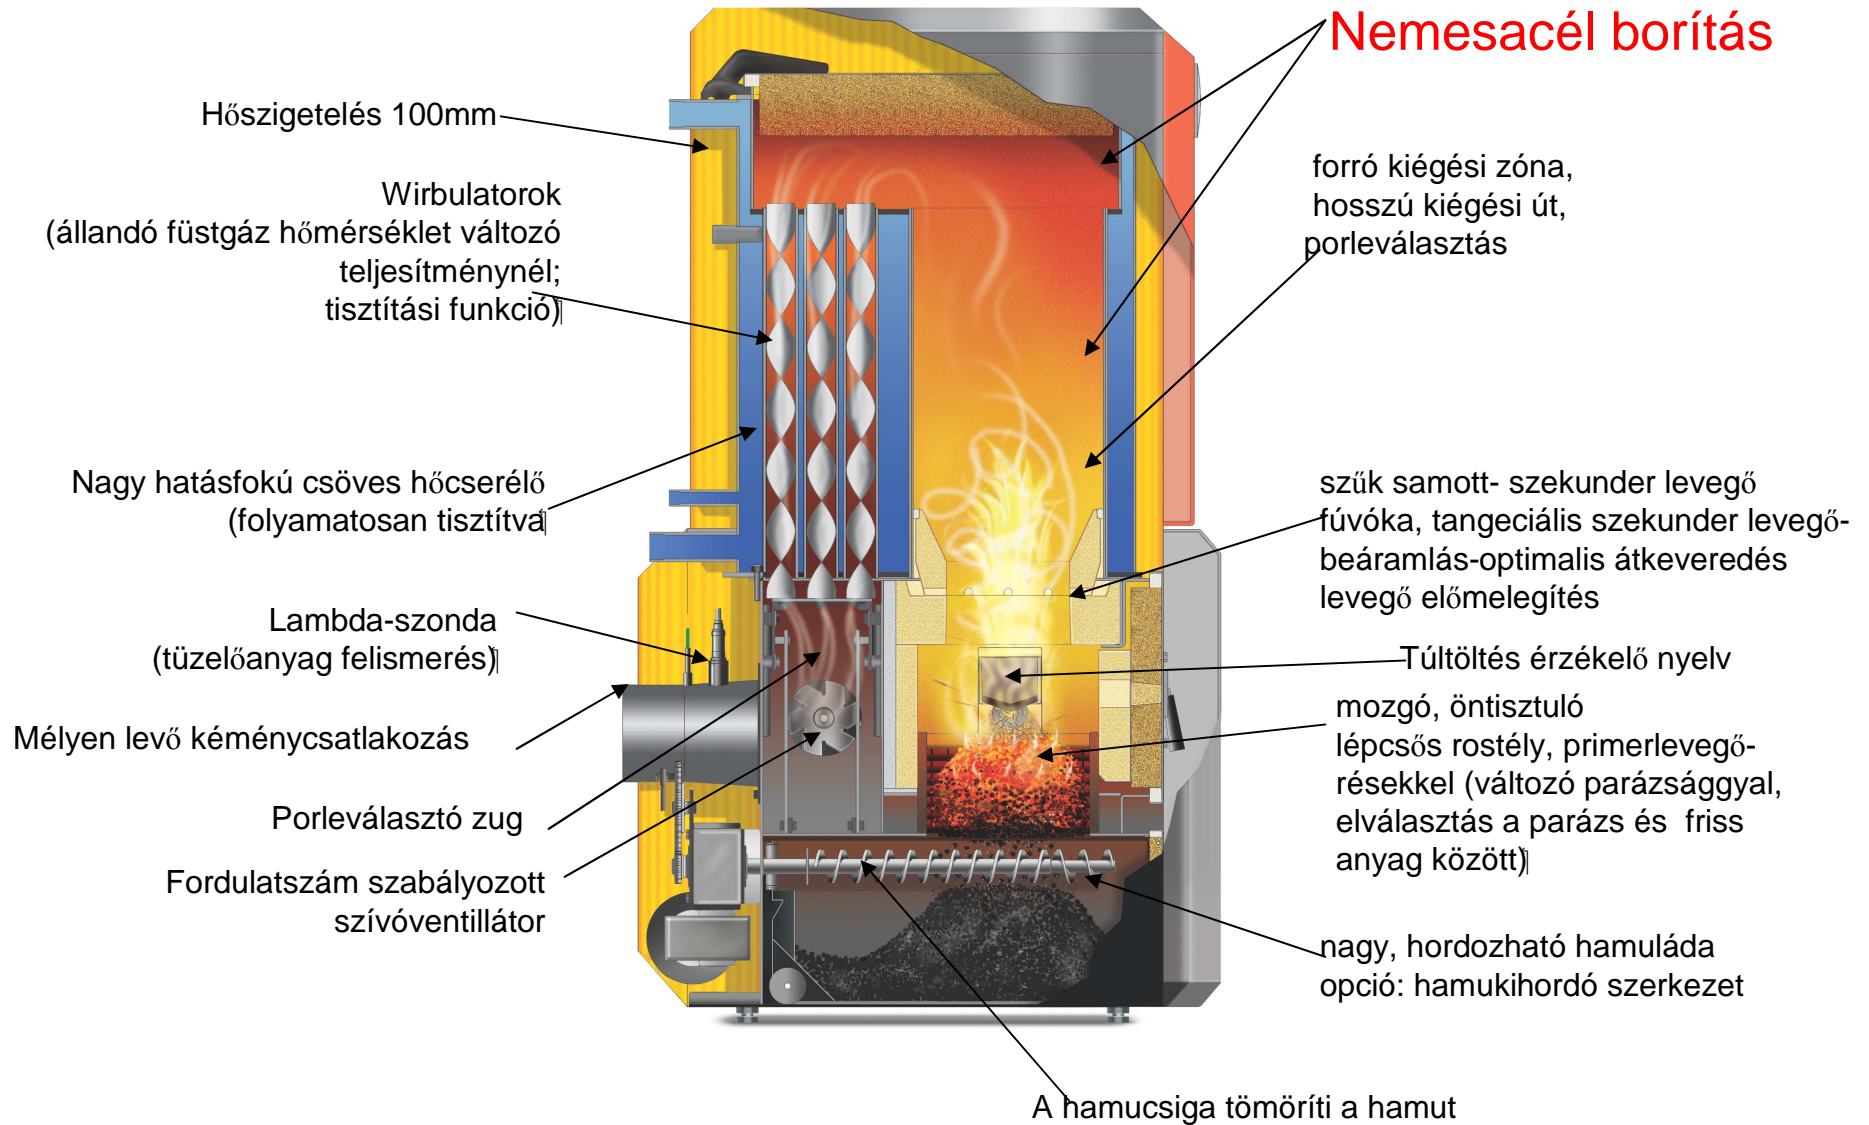 Nemesacél borítás
Hőszigetelés 100mm
Wirbulatorok
(állandó füstgáz hőmérséklet változó
teljesítménynél;
tisztítási funkció)
Nagy hatásfokú csöves hőcserélő
(folyamatosan tisztítva)
Lambda-szonda
(tüzelőanyag felismerés)
Mélyen levő kéménycsatlakozás
Porleválasztó zug
Fordulatszám szabályozott
szívóventillátor
forró kiégési zóna,
hosszú kiégési út,
porleválasztás
szűk samott- szekunder levegő
fúvóka, tangeciális szekunder levegő-
beáramlás-optimalis átkeveredés
levegő előmelegítés
Túltöltés érzékelő nyelv
mozgó, öntisztuló
lépcsős rostély, primerlevegő-
résekkel (változó parázsággyal,
elválasztás a parázs és friss
anyag között)
nagy, hordozható hamuláda
opció: hamukihordó szerkezet
A hamucsiga tömöríti a hamut